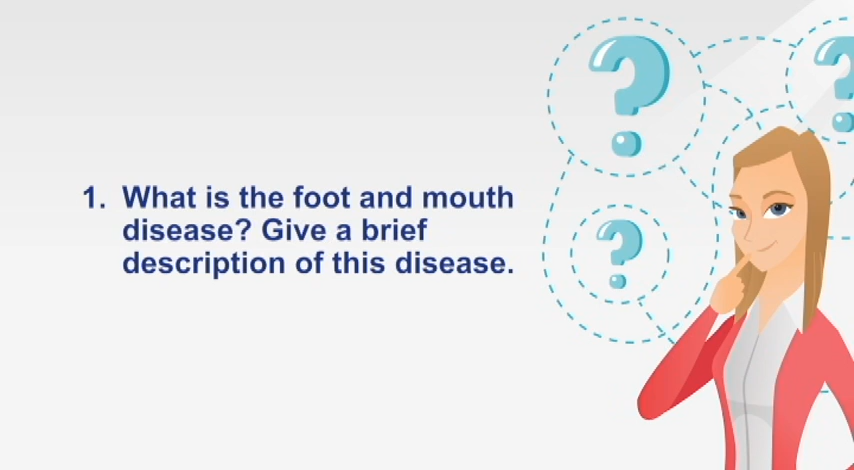 1. What is the foot and mouth
disease? Give a brief
description of this disease.